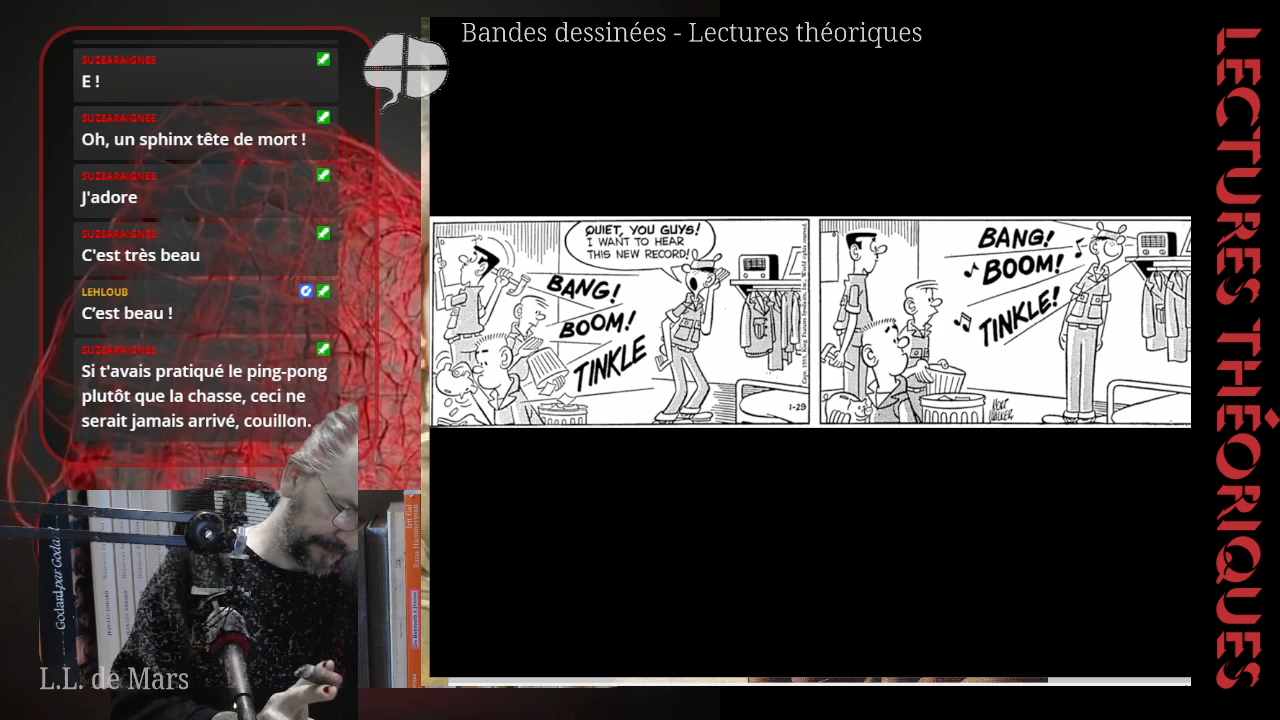 Bandes dessinées - Lectures théoriques
SUZEARAIGNEE
E !
SUZEARAIGNEE
Oh, un sphinx tête de mort !
SUZEARAIGNEE
J'adore
SUZEARAIGNEE
C'est très beau
LEHLOUB
C’est beau !
SUZEARAIGNEE
Si t'avais pratiqué le ping-pong
plutôt que la chasse, ceci ne
serait jamais arrivé, couillon.
QUIET, YOU GUYS!
I WANT TO HEAR
THIS NEW RECORD!
BANG!
BOOM!
TINKLE
1-29
BANG!
BOOM!
TINKLE!
MORT
WALKER
LECTURES THÉORIQUES
Godard par Godard
L.L. de Mars